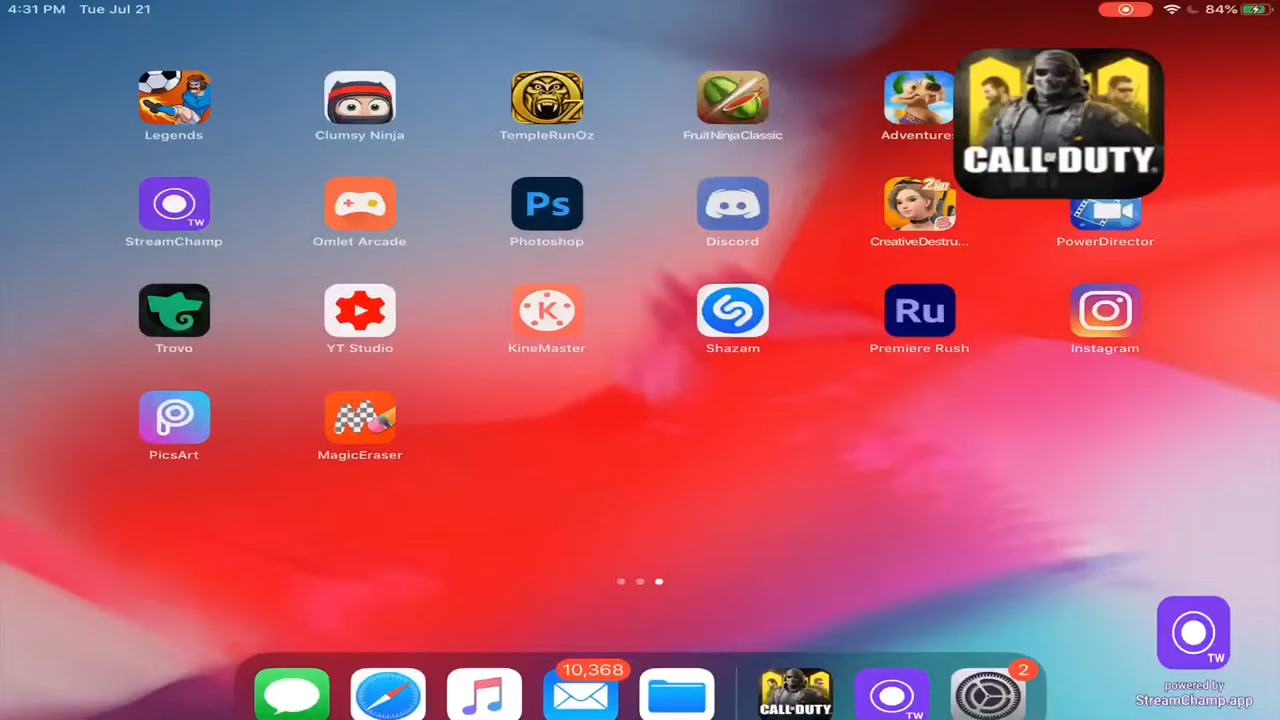 4:31 PM Tue Jul 21
84%
CALL OF DUTY
Legends
Clumsy Ninja
TempleRunOz
FruitNinjaClassic
Adventure
TW
Ps
2ND
StreamChamp
Omlet Arcade
Photoshop
Discord
CreativeDestru...
PowerDirector
K
Ru
Trovo
YT Studio
KineMaster
Shazam
Premiere Rush
Instagram
PicsArt
MagicEraser
TW
powered by
StreamChamp.app
10,368
2
CALL OF DUTY
TW